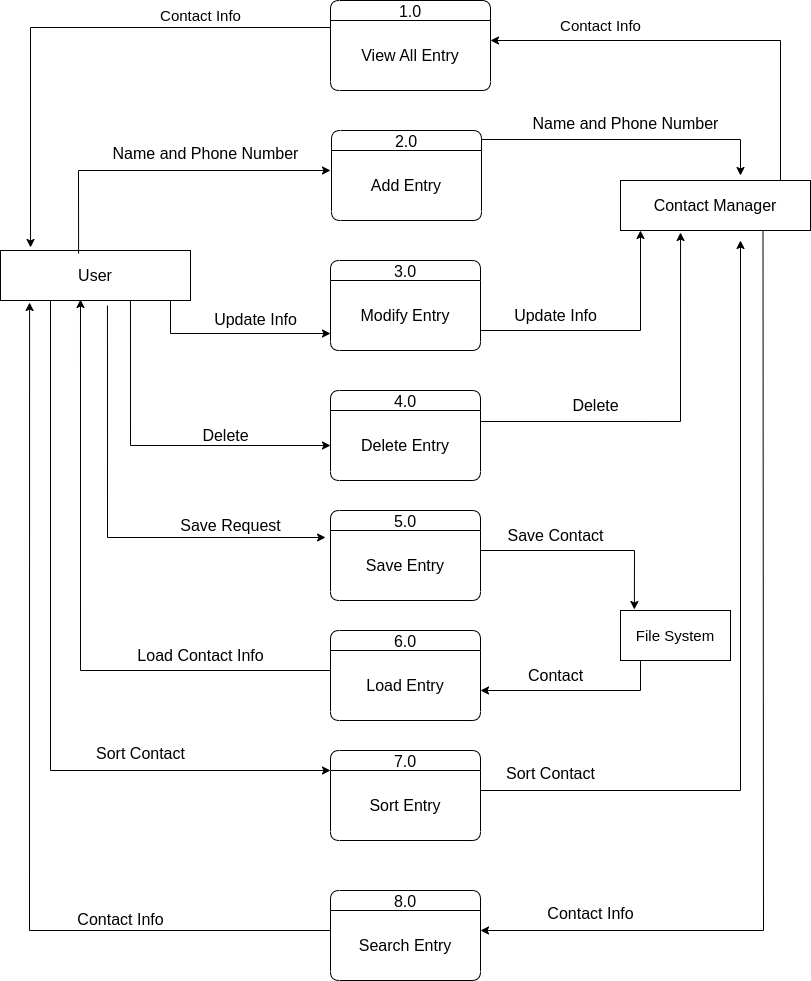 Contact Info
1.0
View All Entry
Contact Info
Name and Phone Number
2.0
Add Entry
Name and Phone Number
Contact Manager
User
3.0
Modify Entry
Update Info
Update Info
4.0
Delete Entry
Delete
Delete
5.0
Save Entry
Save Request
Save Contact
File System
6.0
Load Entry
Load Contact Info
Contact
7.0
Sort Entry
Sort Contact
Sort Contact
8.0
Search Entry
Contact Info
Contact Info